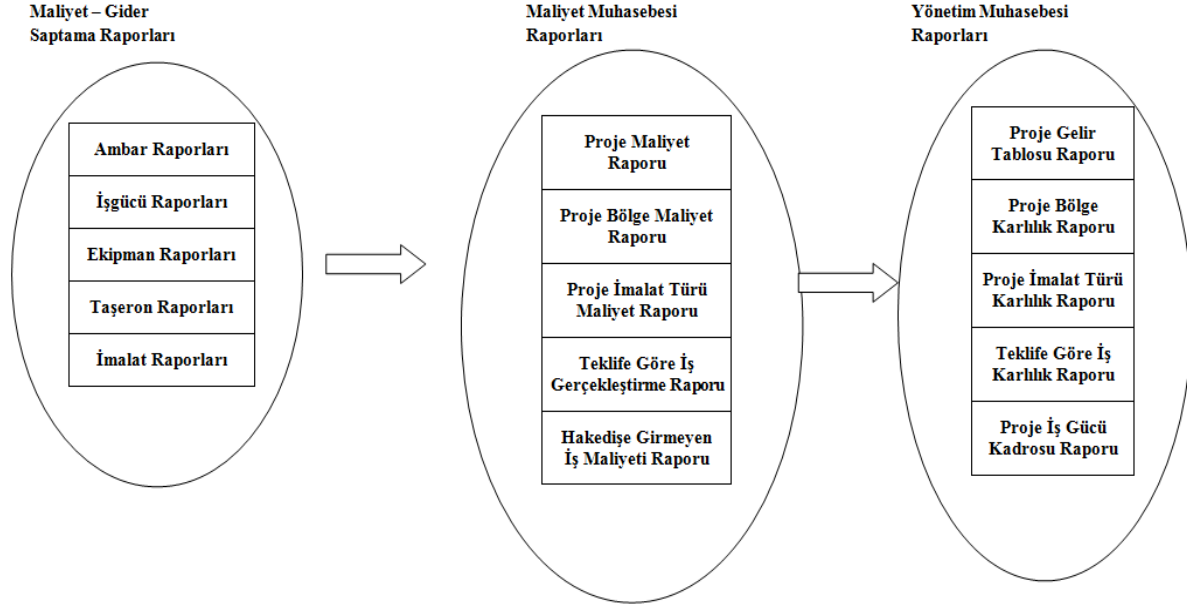 Maliyet – Gider
Saptama Raporları
Ambar Raporları
İşgücü Raporları
Ekipman Raporları
Taşeron Raporları
İmalat Raporları
Maliyet Muhasebesi
Raporları
Proje Maliyet
Raporu
Proje Bölge Maliyet
Raporu
Proje İmalat Türü
Maliyet Raporu
Teklife Göre İş
Gerçekleştirme Raporu
Hakedişe Girmeyen
İş Maliyeti Raporu
Yönetim Muhasebesi
Raporları
Proje Gelir
Tablosu Raporu
Proje Bölge
Karlılık Raporu
Proje İmalat Türü
Karlılık Raporu
Teklife Göre İş
Karlılık Raporu
Proje İş Gücü
Kadrosu Raporu